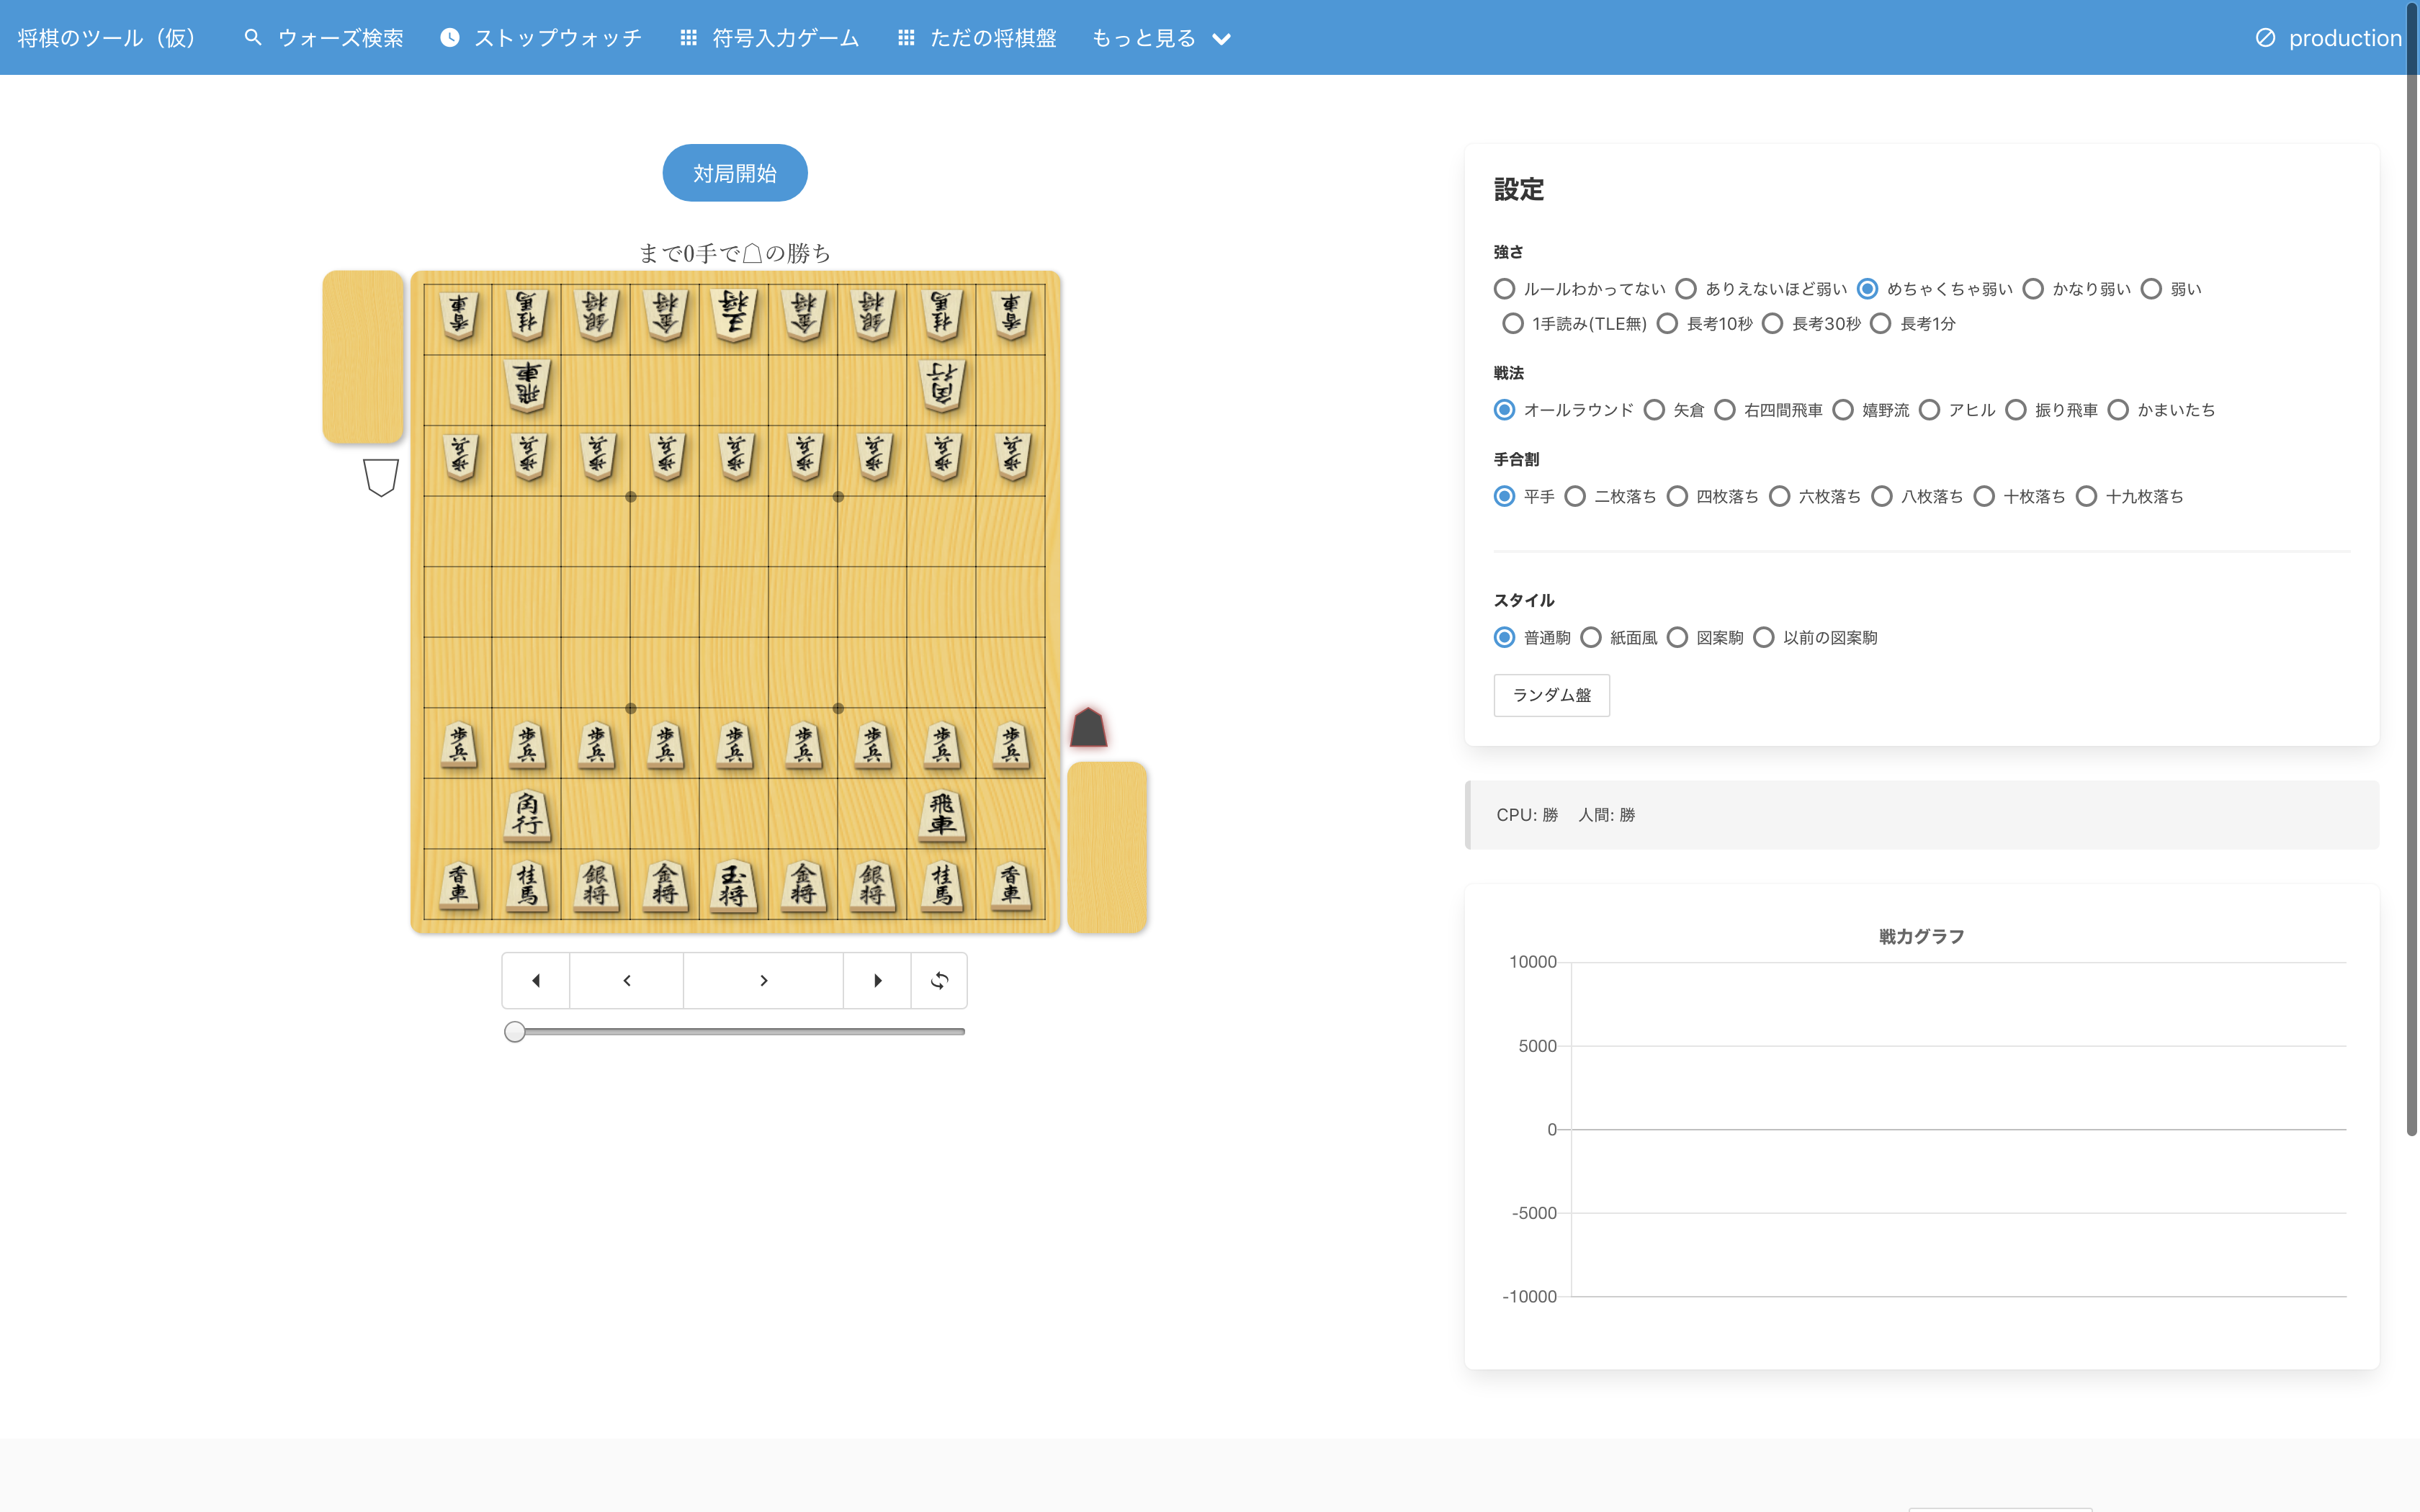 将棋のツール（仮） ウォーズ検索 ストップウォッチ 符号入力ゲーム ただの将棋盤 もっと見る production
対局開始
まで0手で☖の勝ち
香車 桂馬 銀将 金将 王将 金将 銀将 桂馬 香車
飛車 角行
歩兵 歩兵 歩兵 歩兵 歩兵 歩兵 歩兵 歩兵 歩兵
歩兵 歩兵 歩兵 歩兵 歩兵 歩兵 歩兵 歩兵 歩兵
角行 飛車
香車 桂馬 銀将 金将 玉将 金将 銀将 桂馬 香車
設定
強さ
ルールわかってない ありえないほど弱い めちゃくちゃ弱い かなり弱い 弱い
1手読み(TLE無) 長考10秒 長考30秒 長考1分
戦法
オールラウンド 矢倉 右四間飛車 嬉野流 アヒル 振り飛車 かまいたち
手合割
平手 二枚落ち 四枚落ち 六枚落ち 八枚落ち 十枚落ち 十九枚落ち
スタイル
普通駒 紙面風 図案駒 以前の図案駒
ランダム盤
CPU: 勝 人間: 勝
戦力グラフ
10000
5000
0
-5000
-10000